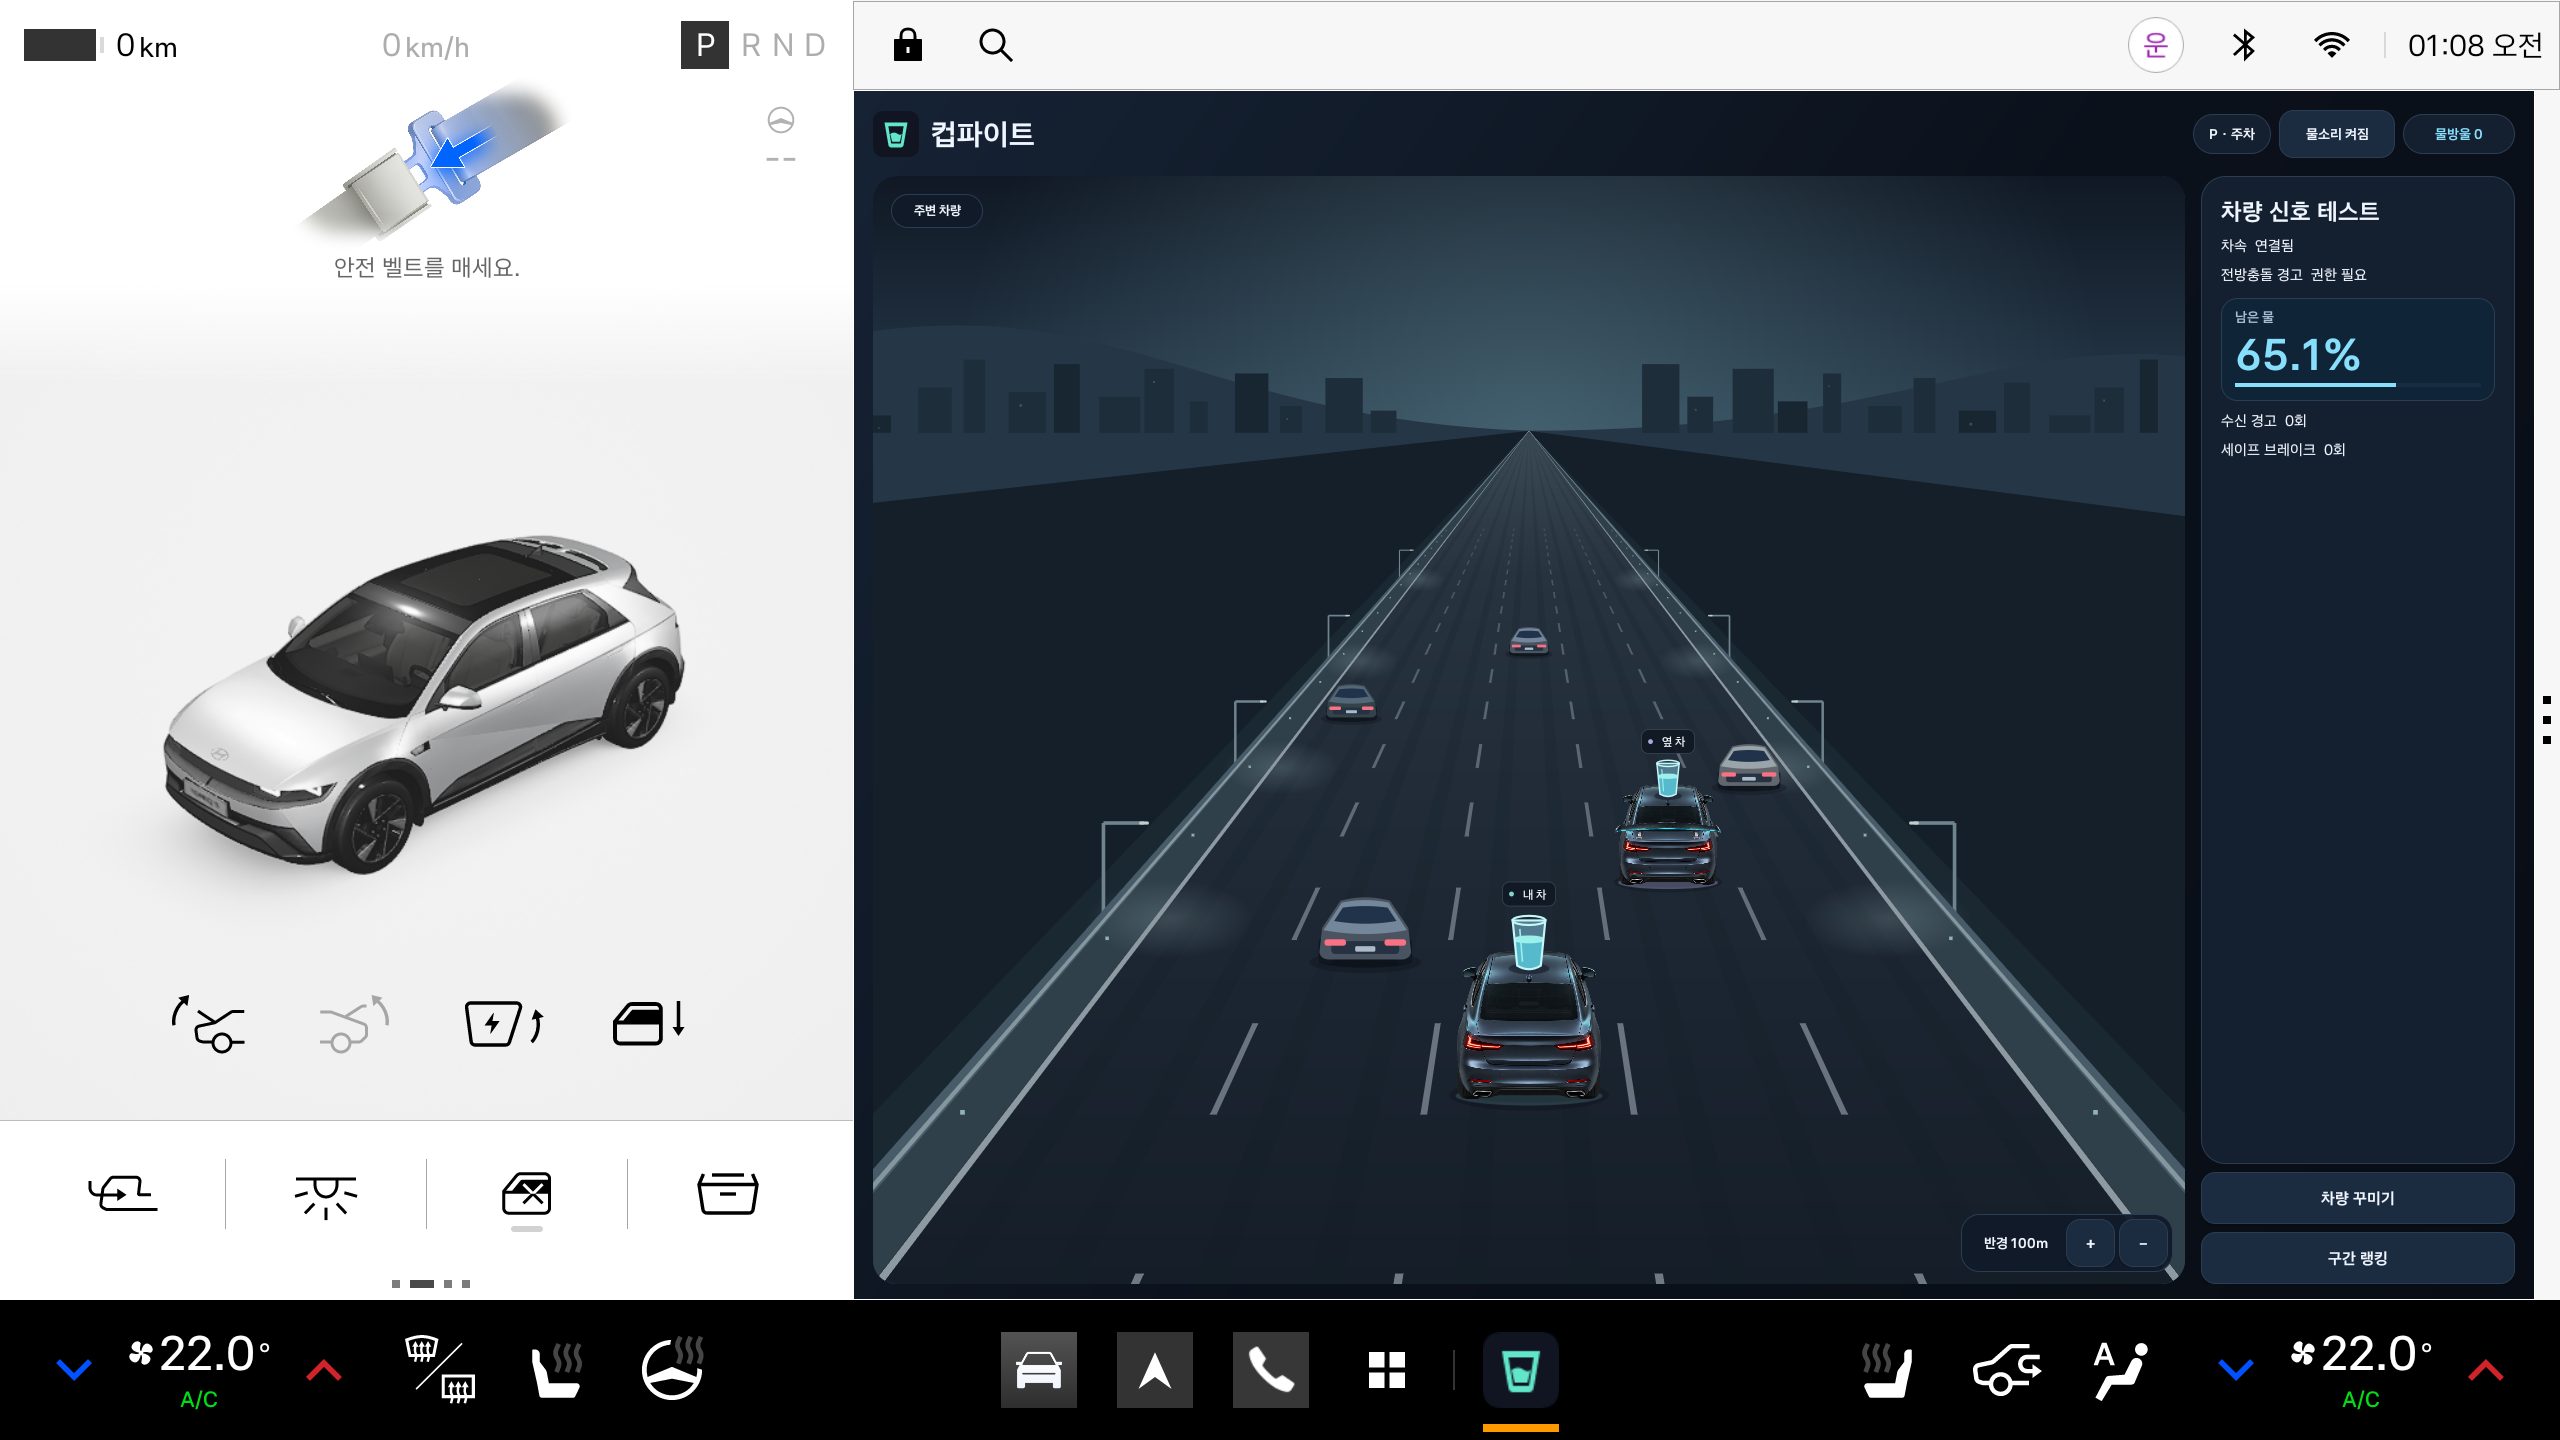 0 km
0 km/h
P R N D
안전 벨트를 매세요.
운
01:08 오전
컵파이트
P · 주차
물소리 켜짐
물방울 0
주변 차량
옆차
내차
반경 100m
+
−
차량 신호 테스트
차속 연결됨
전방충돌 경고 권한 필요
남은 물
65.1%
수신 경고 0회
세이프 브레이크 0회
차량 꾸미기
구간 랭킹
22.0°
A/C
A
22.0°
A/C